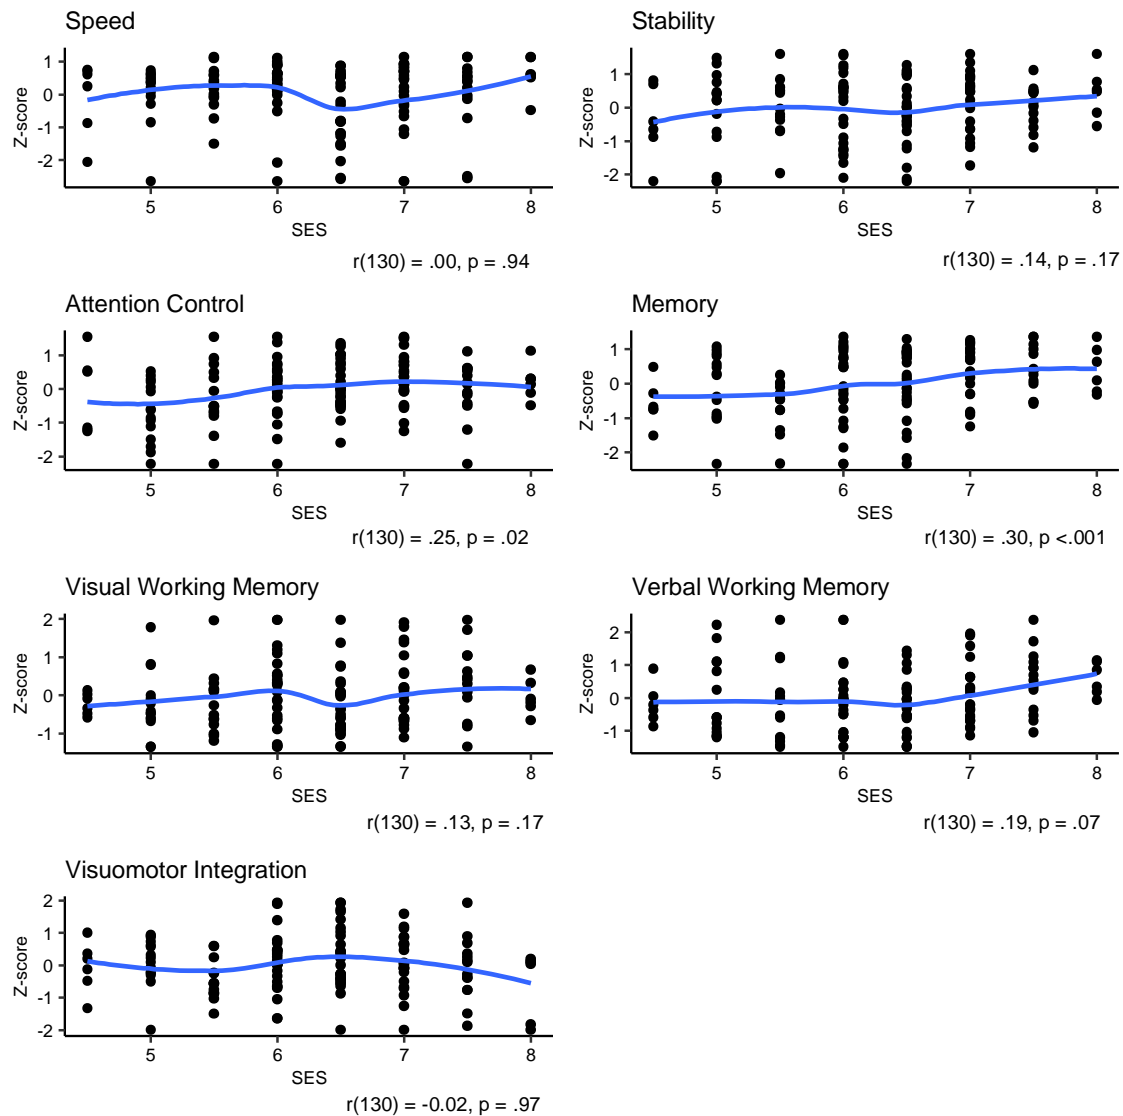 Speed
1
0
-1
-2
Z-score
5 6 7 8
SES
r(130) = .00, p = .94
Stability
1
0
-1
-2
Z-score
5 6 7 8
SES
r(130) = .14, p = .17
Attention Control
1
0
-1
-2
Z-score
5 6 7 8
SES
r(130) = .25, p = .02
Memory
1
0
-1
-2
Z-score
5 6 7 8
SES
r(130) = .30, p <.001
Visual Working Memory
2
1
0
-1
Z-score
5 6 7 8
SES
r(130) = .13, p = .17
Verbal Working Memory
2
1
0
-1
Z-score
5 6 7 8
SES
r(130) = .19, p = .07
Visuomotor Integration
2
1
0
-1
-2
Z-score
5 6 7 8
SES
r(130) = -0.02, p = .97